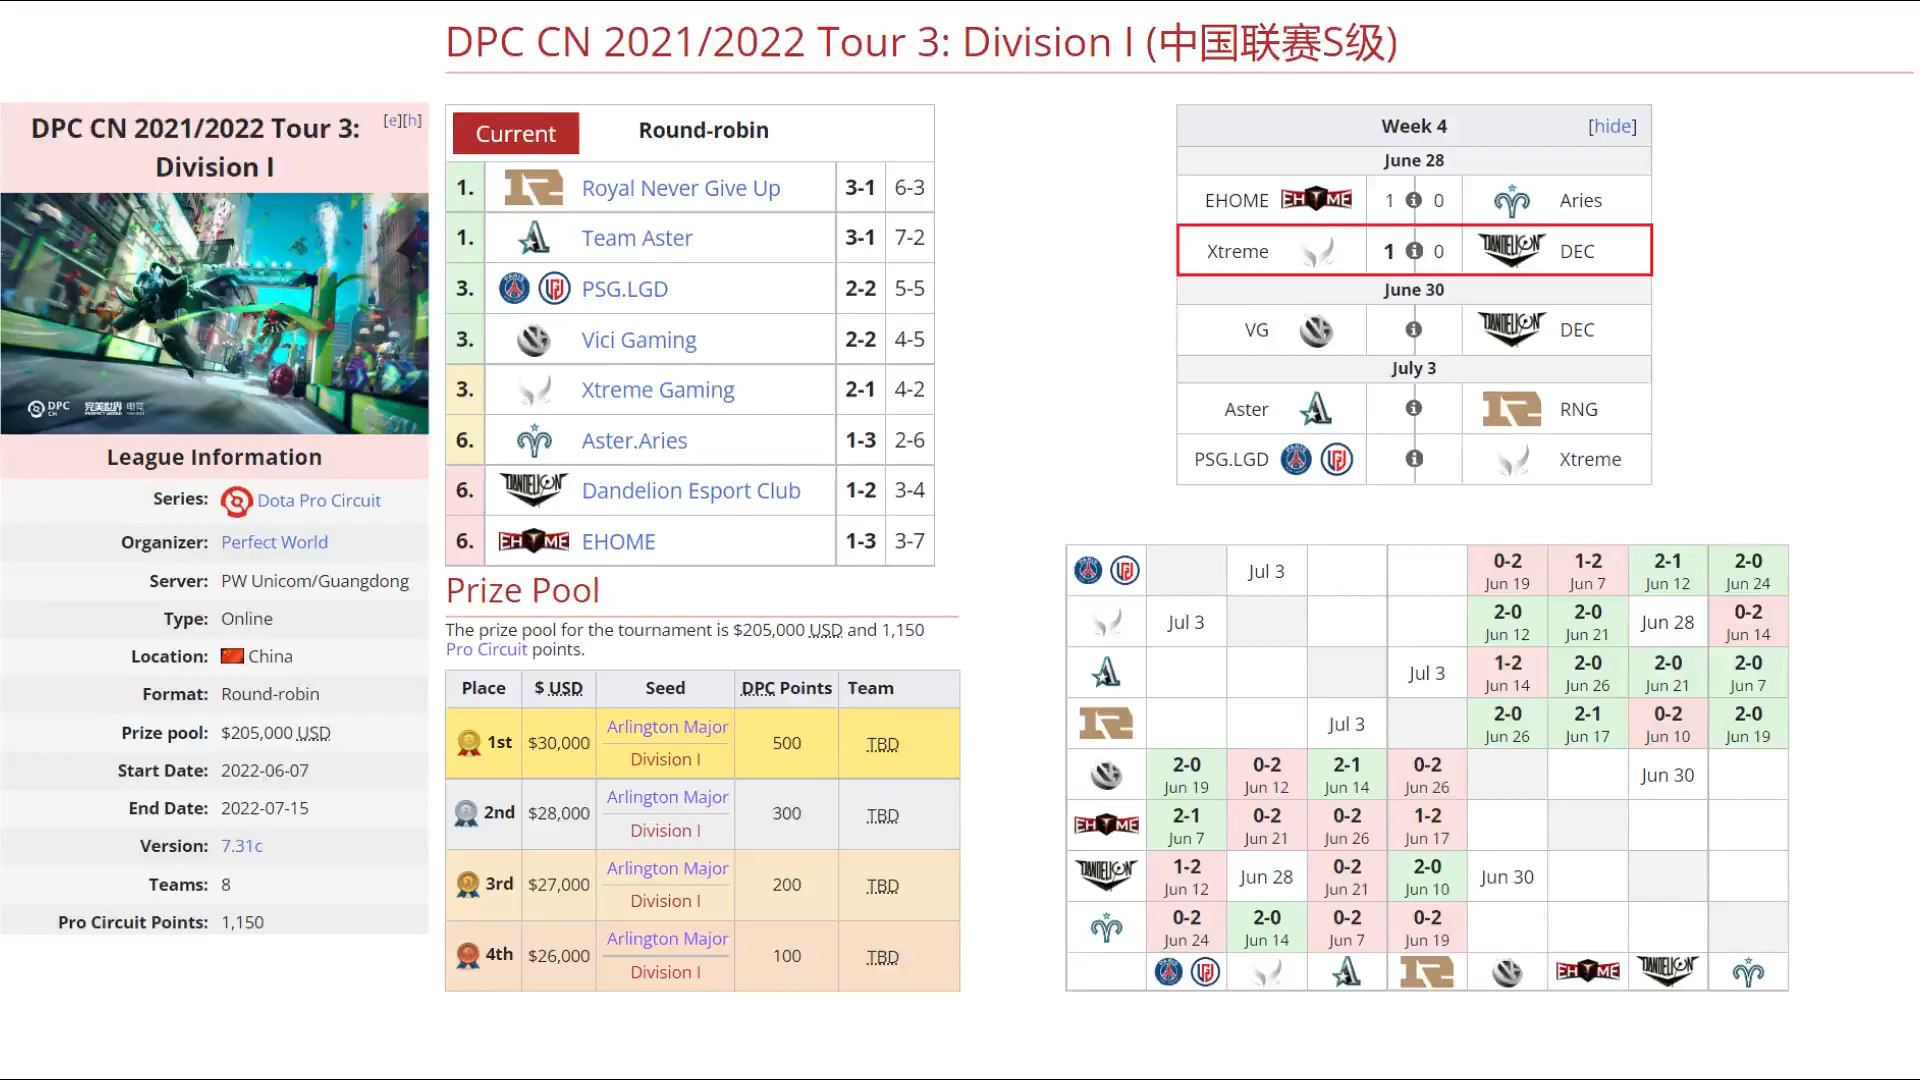 DPC CN 2021/2022 Tour 3: Division I (中国联赛S级)
DPC CN 2021/2022 Tour 3: Division I
[e][h]
DPC CN
完美世界 电竞
League Information
Series: Dota Pro Circuit
Organizer: Perfect World
Server: PW Unicom/Guangdong
Type: Online
Location: China
Format: Round-robin
Prize pool: $205,000 USD
Start Date: 2022-06-07
End Date: 2022-07-15
Version: 7.31c
Teams: 8
Pro Circuit Points: 1,150
Current Round-robin
1. Royal Never Give Up 3-1 6-3
1. Team Aster 3-1 7-2
3. PSG.LGD 2-2 5-5
3. Vici Gaming 2-2 4-5
3. Xtreme Gaming 2-1 4-2
6. Aster.Aries 1-3 2-6
6. DANDELION Dandelion Esport Club 1-2 3-4
6. EHOME EHOME 1-3 3-7
Prize Pool
The prize pool for the tournament is $205,000 USD and 1,150
Pro Circuit points.
Place $ USD Seed DPC Points Team
1st $30,000 Arlington Major Division I 500 TBD
2nd $28,000 Arlington Major Division I 300 TBD
3rd $27,000 Arlington Major Division I 200 TBD
4th $26,000 Arlington Major Division I 100 TBD
Week 4 [hide]
June 28
EHOME EHOME 1 0 Aries
Xtreme 1 0 DANDELION DEC
June 30
VG DANDELION DEC
July 3
Aster RNG
PSG.LGD Xtreme
Jul 3 0-2 1-2 2-1 2-0
Jun 19 Jun 7 Jun 12 Jun 24
Jul 3 2-0 2-0 Jun 28 0-2
Jun 12 Jun 21 Jun 14
Jul 3 1-2 2-0 2-0 2-0
Jun 14 Jun 26 Jun 21 Jun 7
Jul 3 2-0 2-1 0-2 2-0
Jun 26 Jun 17 Jun 10 Jun 19
2-0 0-2 2-1 0-2 Jun 30
Jun 19 Jun 12 Jun 14 Jun 26
EHOME 2-1 0-2 0-2 1-2
Jun 7 Jun 21 Jun 26 Jun 17
DANDELION 1-2 Jun 28 0-2 2-0 Jun 30
Jun 12 Jun 21 Jun 10
0-2 2-0 0-2 0-2
Jun 24 Jun 14 Jun 7 Jun 19
EHOME DANDELION